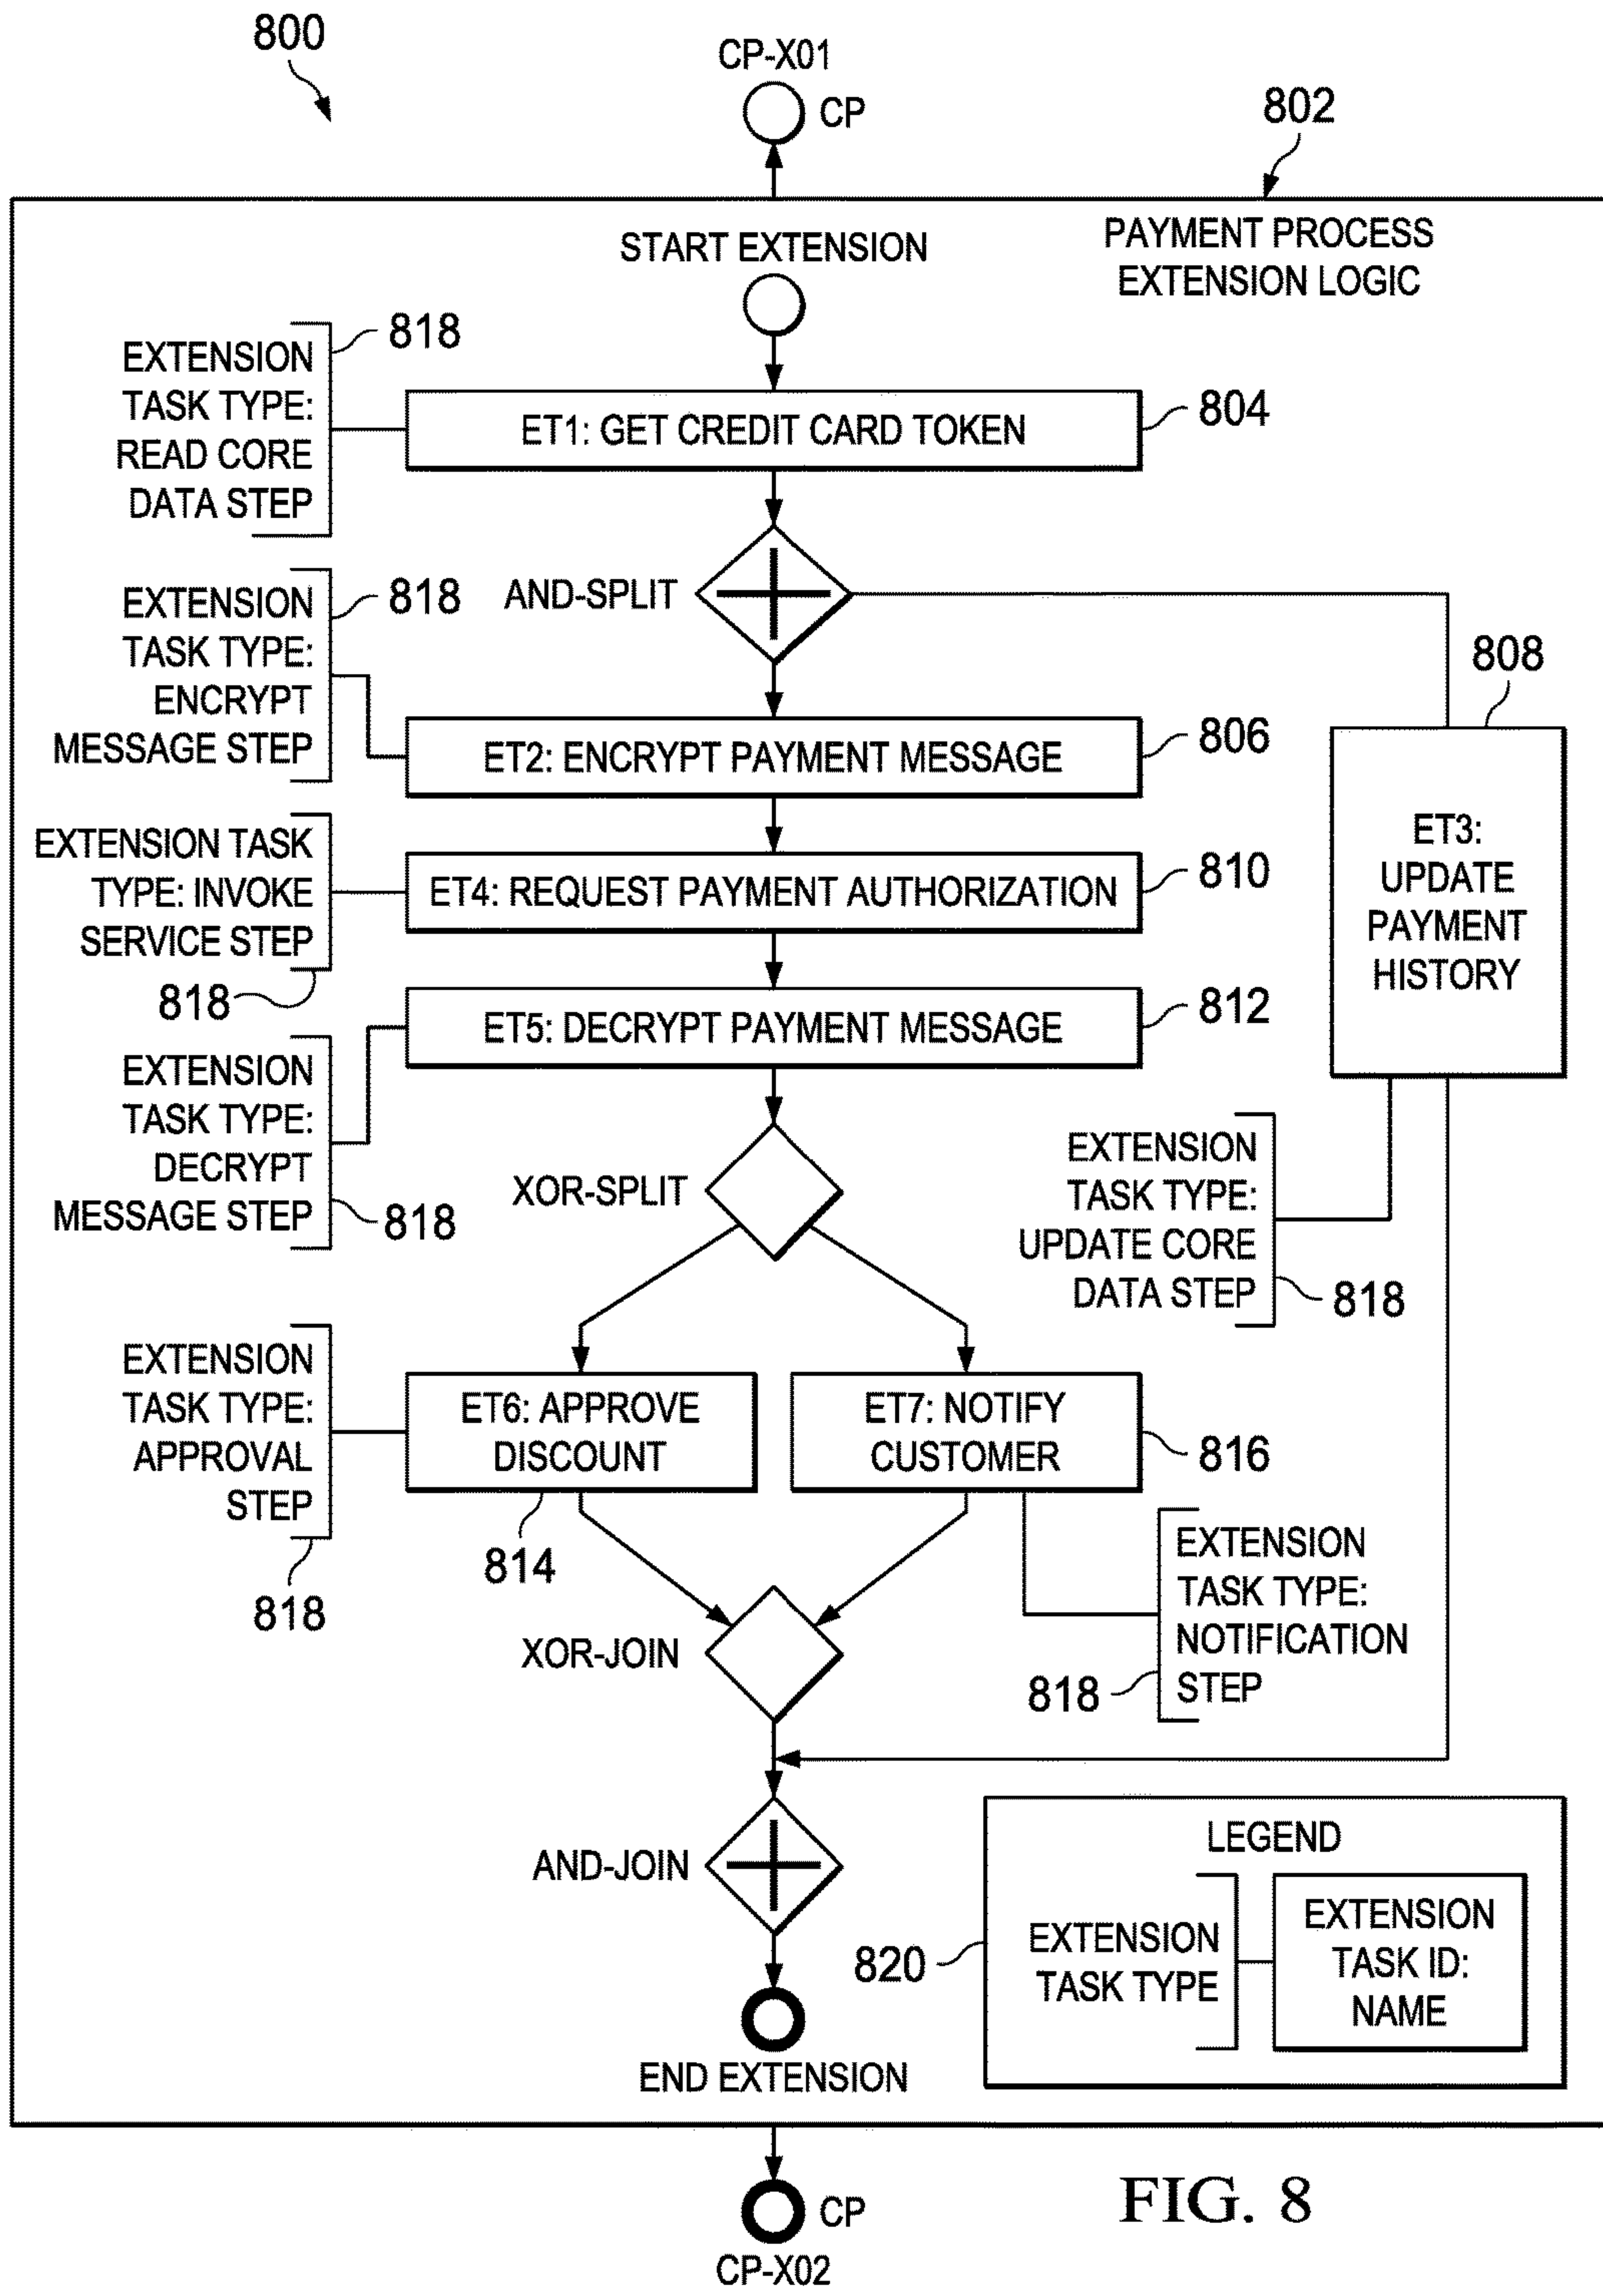 800
CP-X01
CP
802
PAYMENT PROCESS
EXTENSION LOGIC
START EXTENSION
818
EXTENSION
TASK TYPE:
READ CORE
DATA STEP
ET1: GET CREDIT CARD TOKEN
804
AND-SPLIT
818
EXTENSION
TASK TYPE:
ENCRYPT
MESSAGE STEP
ET2: ENCRYPT PAYMENT MESSAGE
806
808
ET3:
UPDATE
PAYMENT
HISTORY
EXTENSION TASK
TYPE: INVOKE
SERVICE STEP
818
ET4: REQUEST PAYMENT AUTHORIZATION
810
ET5: DECRYPT PAYMENT MESSAGE
812
EXTENSION
TASK TYPE:
DECRYPT
MESSAGE STEP
818
XOR-SPLIT
EXTENSION
TASK TYPE:
UPDATE CORE
DATA STEP
818
EXTENSION
TASK TYPE:
APPROVAL
STEP
818
ET6: APPROVE
DISCOUNT
814
ET7: NOTIFY
CUSTOMER
816
EXTENSION
TASK TYPE:
NOTIFICATION
STEP
818
XOR-JOIN
AND-JOIN
LEGEND
EXTENSION
TASK TYPE
EXTENSION
TASK ID:
NAME
820
END EXTENSION
CP
CP-X02
FIG. 8